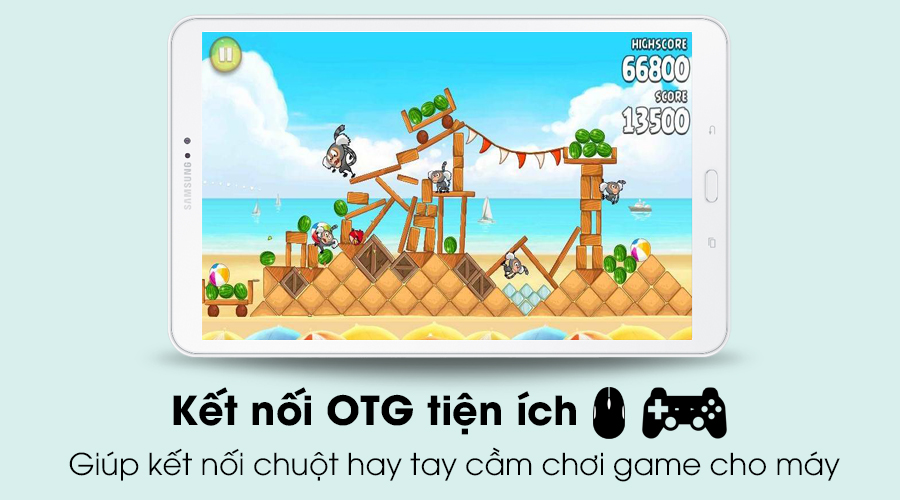 HIGHSCORE
66800
SCORE
13500
SAMSUNG
Kết nối OTG tiện ích
Giúp kết nối chuột hay tay cầm chơi game cho máy